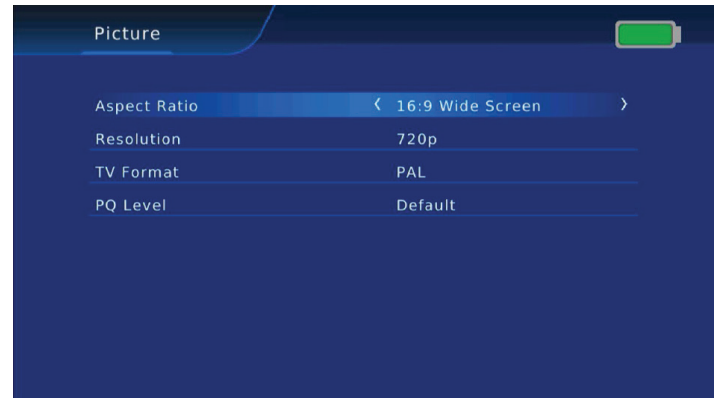 Picture
Aspect Ratio 16:9 Wide Screen
Resolution 720p
TV Format PAL
PQ Level Default